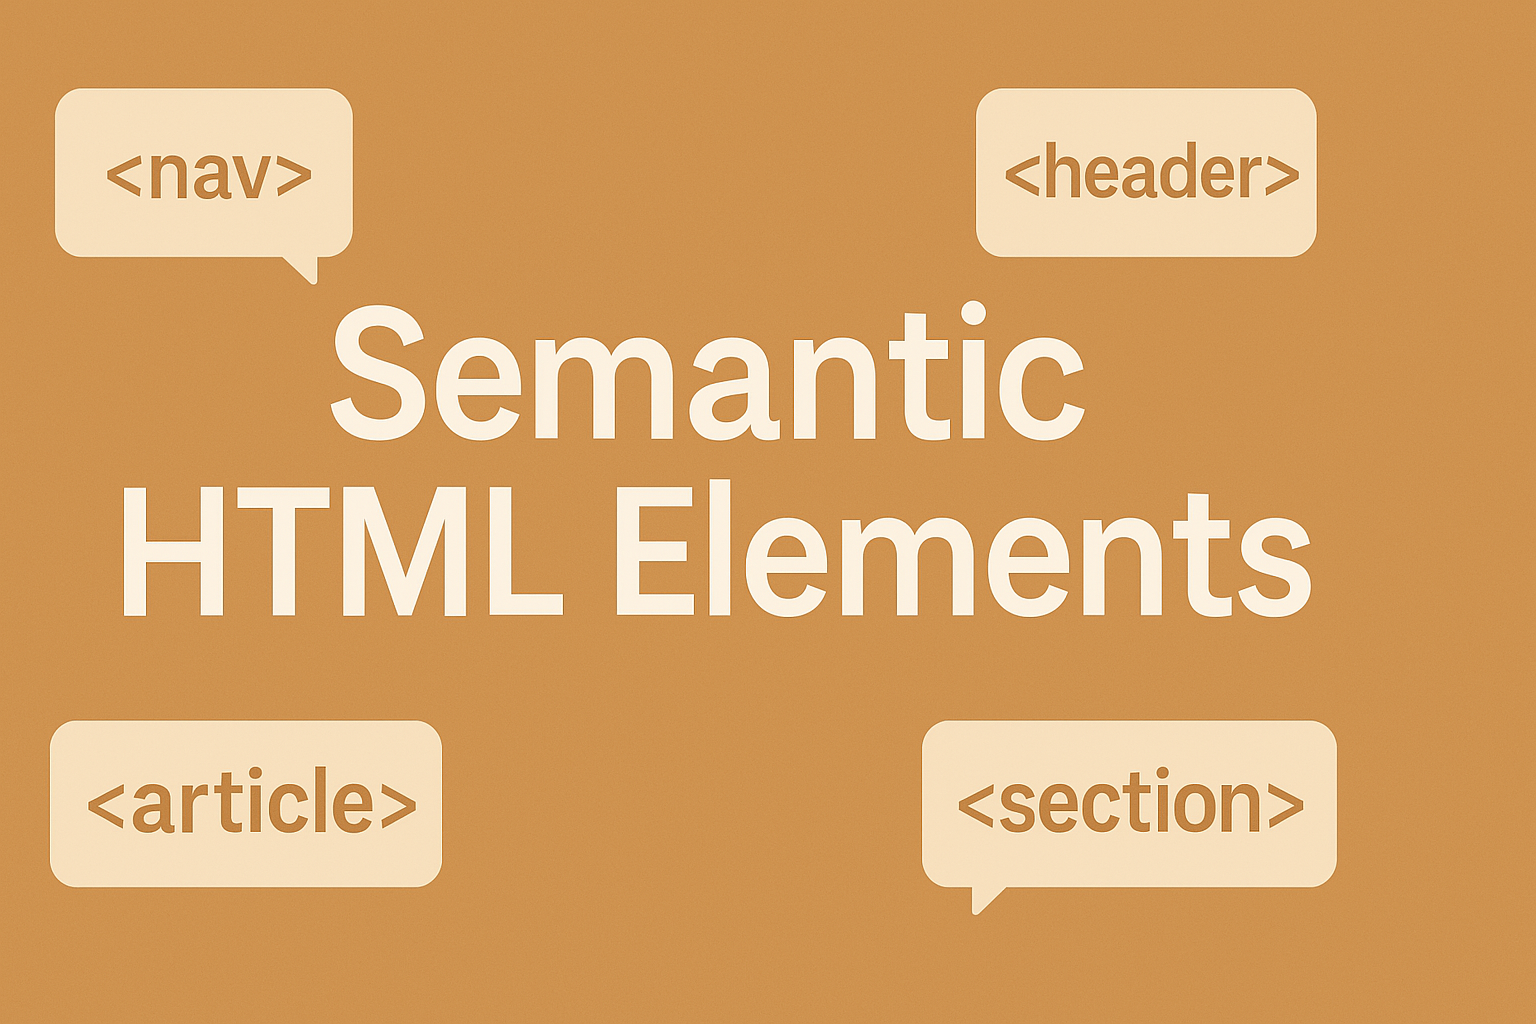 <nav>
<header>
Semantic
HTML Elements
<article>
<section>